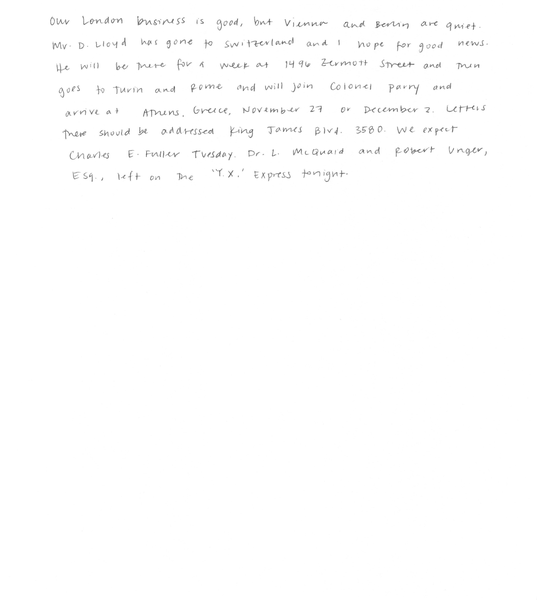 Our London business is good, but Vienna and Berlin are quiet.
Mr. D. Lloyd has gone to Switzerland and I hope for good news.
He will be there for a week at 1496 Zermott Street and then
goes to Turin and Rome and will join Colonel Parry and
arrive at Athens, Greece, November 27 or December 2. Letters
there should be addressed King James Blvd. 3580. We expect
Charles E. Fuller Tuesday. Dr. L. McQuaid and Robert Unger,
Esq., left on the "Y.X." Express tonight.